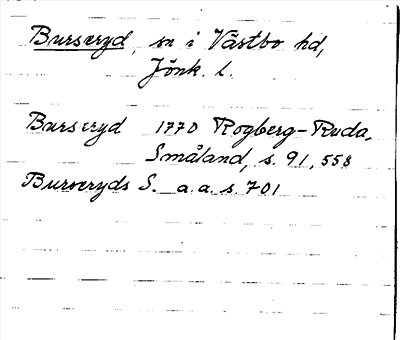 Burseryd, sn i Västbo hd,
Jönk. l.
Burseryd 1770 Rogberg-Ruda,
Småland, s. 91, 558
Burseryds S. a. a. s. 701